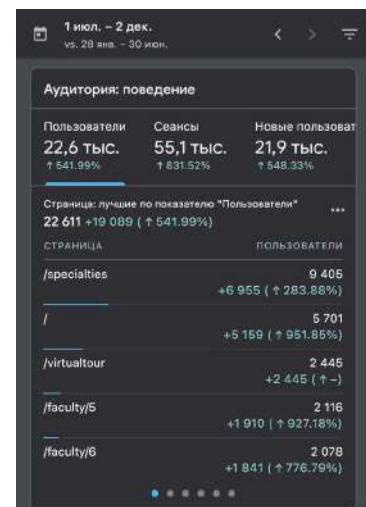 1 июл. – 2 дек.
vs. 28 янв. – 30 июн.
Аудитория: поведение
Пользователи Сеансы Новые пользоват
22,6 тыс. 55,1 тыс. 21,9 тыс.
↑ 541.99% ↑ 831.52% ↑ 548.33%
Страница: лучшие по показателю "Пользователи"
22 611 +19 089 ( ↑ 541.99%)
СТРАНИЦА ПОЛЬЗОВАТЕЛИ
/specialties 9 405
+6 955 ( ↑ 283.88%)
/ 5 701
+5 159 ( ↑ 951.85%)
/virtualtour 2 445
+2 445 ( ↑ –)
/faculty/5 2 116
+1 910 ( ↑ 927.18%)
/faculty/6 2 078
+1 841 ( ↑ 776.79%)